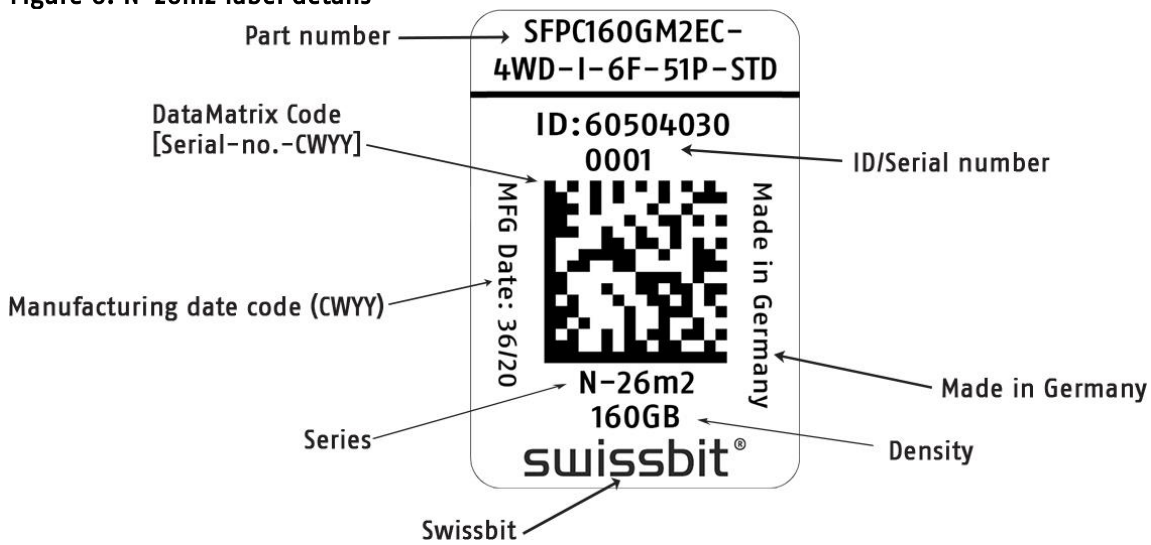 Figure 6: N-26m2 label details
Part number
SFPC160GM2EC-
4WD-I-6F-51P-STD
DataMatrix Code
[Serial-no.-CWYY]
ID:60504030
0001
ID/Serial number
MFG Date: 36/20
Made in Germany
Manufacturing date code (CWYY)
N-26m2
160GB
Made in Germany
Series
Density
swissbit®
Swissbit